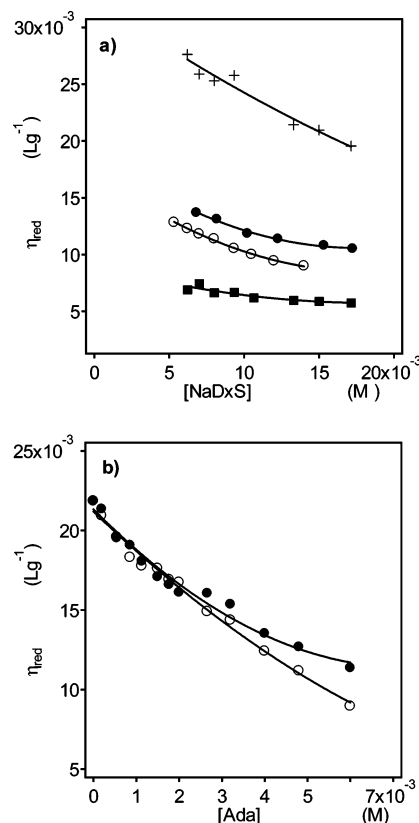 30x10⁻³
a)
25
(Lg⁻¹)
20
15
η_red
10
5
0 5 10 15 20x10⁻³
[NaDxS] (M )
25x10⁻³
b)
20
(Lg⁻¹)
15
η_red
10
5
0 1 2 3 4 5 7x10⁻³
[Ada] (M)